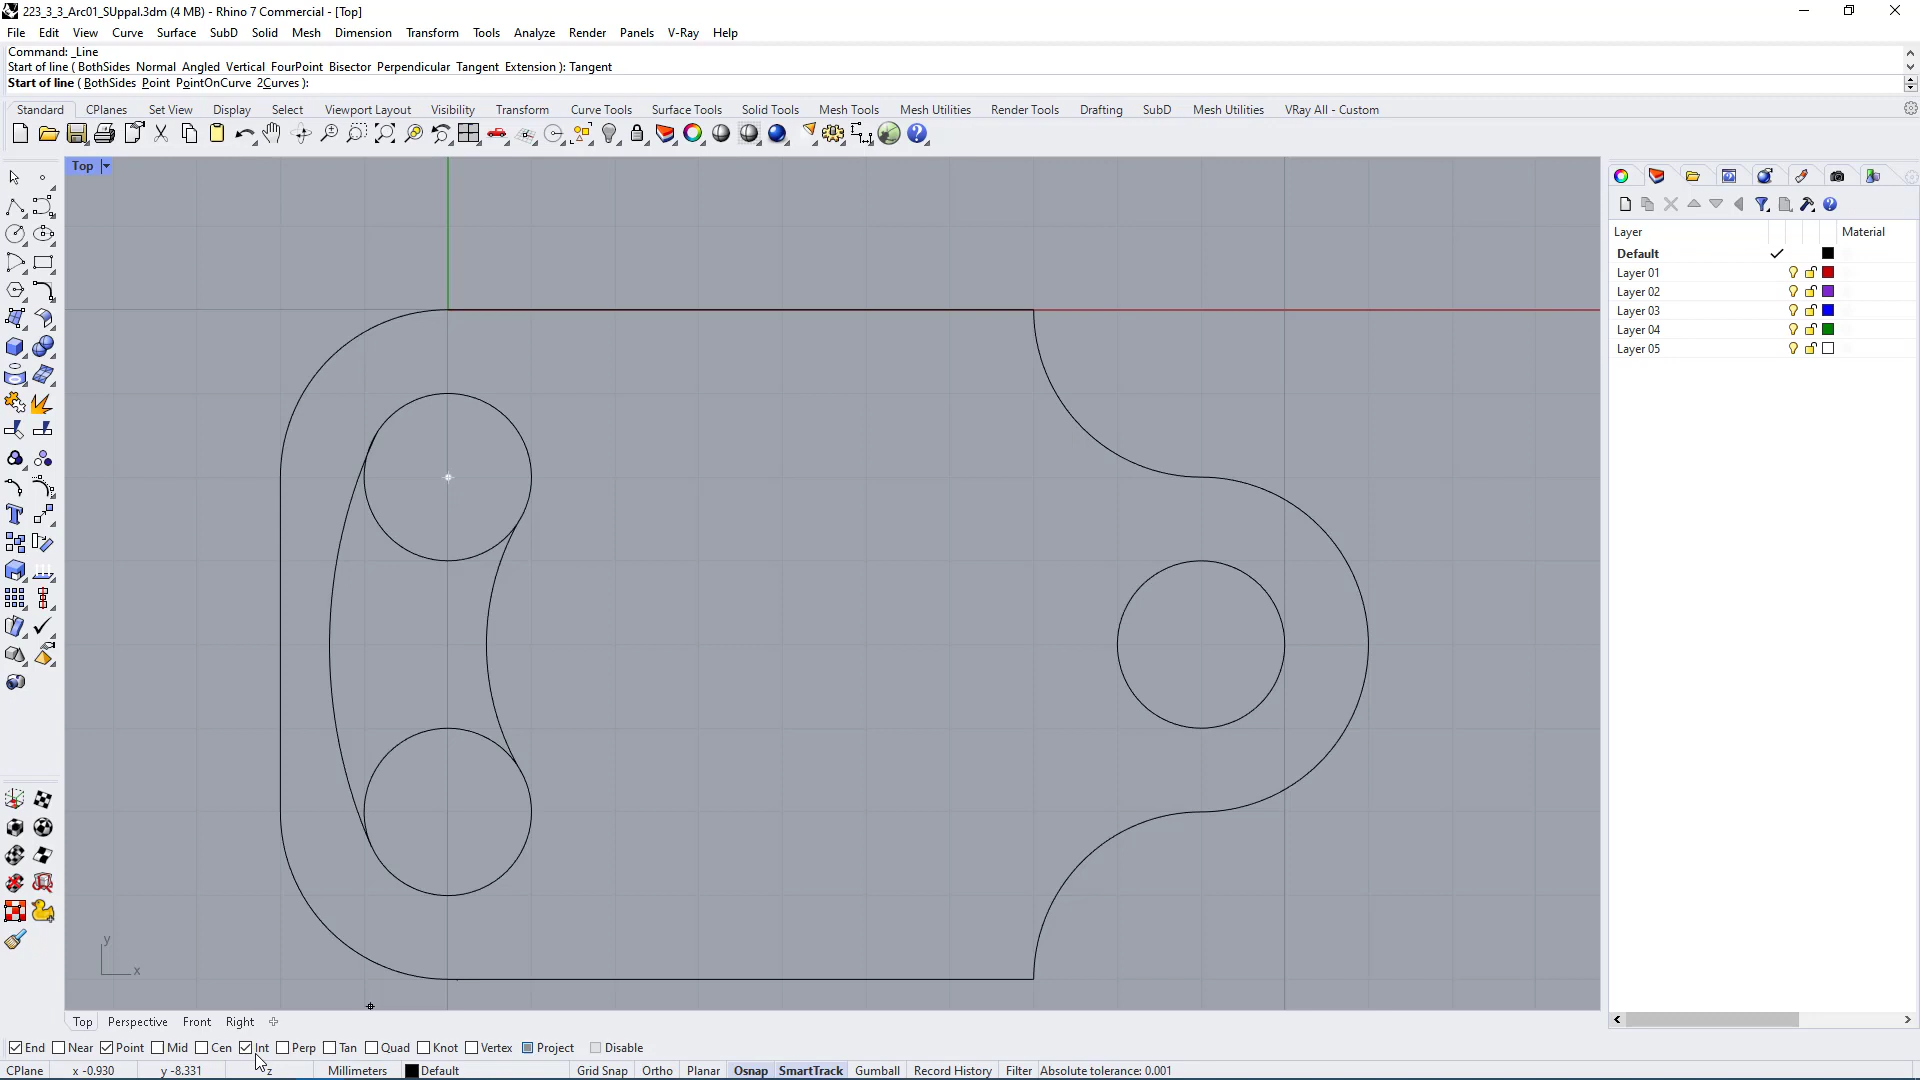 223_3_3_Arc01_SUppal.3dm (4 MB) - Rhino 7 Commercial - [Top]
File Edit View Curve Surface SubD Solid Mesh Dimension Transform Tools Analyze Render Panels V-Ray Help
Command: _Line
Start of line ( BothSides Normal Angled Vertical FourPoint Bisector Perpendicular Tangent Extension ): Tangent
Start of line ( BothSides Point PointOnCurve 2Curves ):
Standard CPlanes Set View Display Select Viewport Layout Visibility Transform Curve Tools Surface Tools Solid Tools Mesh Tools Mesh Utilities Render Tools Drafting SubD Mesh Utilities VRay All - Custom
Top
Layer Material
Default
Layer 01
Layer 02
Layer 03
Layer 04
Layer 05
y
x
Top Perspective Front Right
End Near Point Mid Cen Int Perp Tan Quad Knot Vertex Project Disable
CPlane x -0.930 y -8.331 z Millimeters Default Grid Snap Ortho Planar Osnap SmartTrack Gumball Record History Filter Absolute tolerance: 0.001